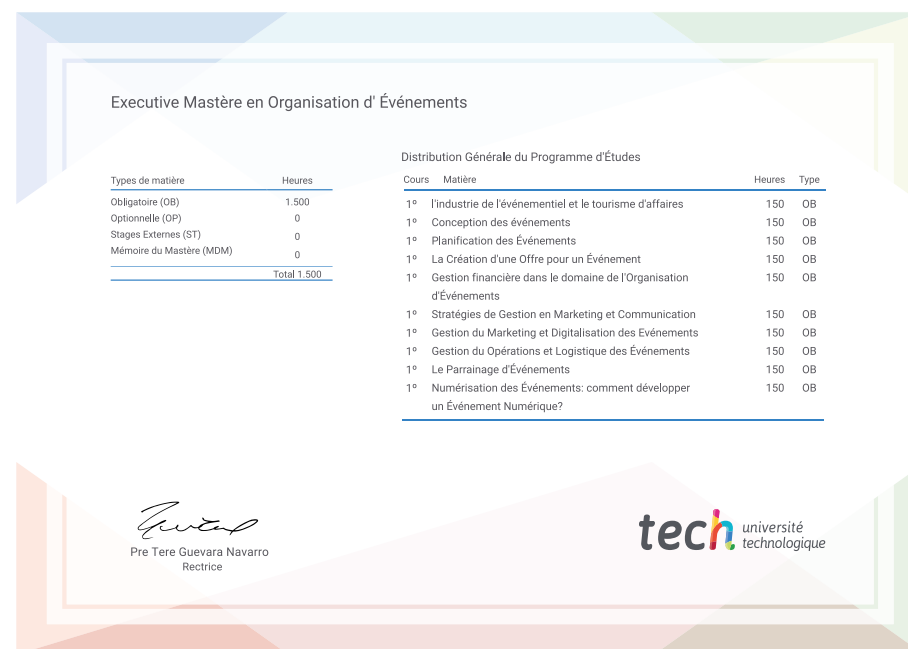 Executive Mastère en Organisation d' Événements
Types de matière Heures
Obligatoire (OB) 1.500
Optionnelle (OP) 0
Stages Externes (ST) 0
Mémoire du Mastère (MDM) 0
Total 1.500
Distribution Générale du Programme d'Études
Cours Matière Heures Type
1º l'industrie de l'événementiel et le tourisme d'affaires 150 OB
1º Conception des événements 150 OB
1º Planification des Événements 150 OB
1º La Création d'une Offre pour un Événement 150 OB
1º Gestion financière dans le domaine de l'Organisation 150 OB
d'Événements
1º Stratégies de Gestion en Marketing et Communication 150 OB
1º Gestion du Marketing et Digitalisation des Evénements 150 OB
1º Gestion du Opérations et Logistique des Événements 150 OB
1º Le Parrainage d'Événements 150 OB
1º Numérisation des Événements: comment développer 150 OB
un Événement Numérique?
Pre Tere Guevara Navarro
Rectrice
tech université
technologique